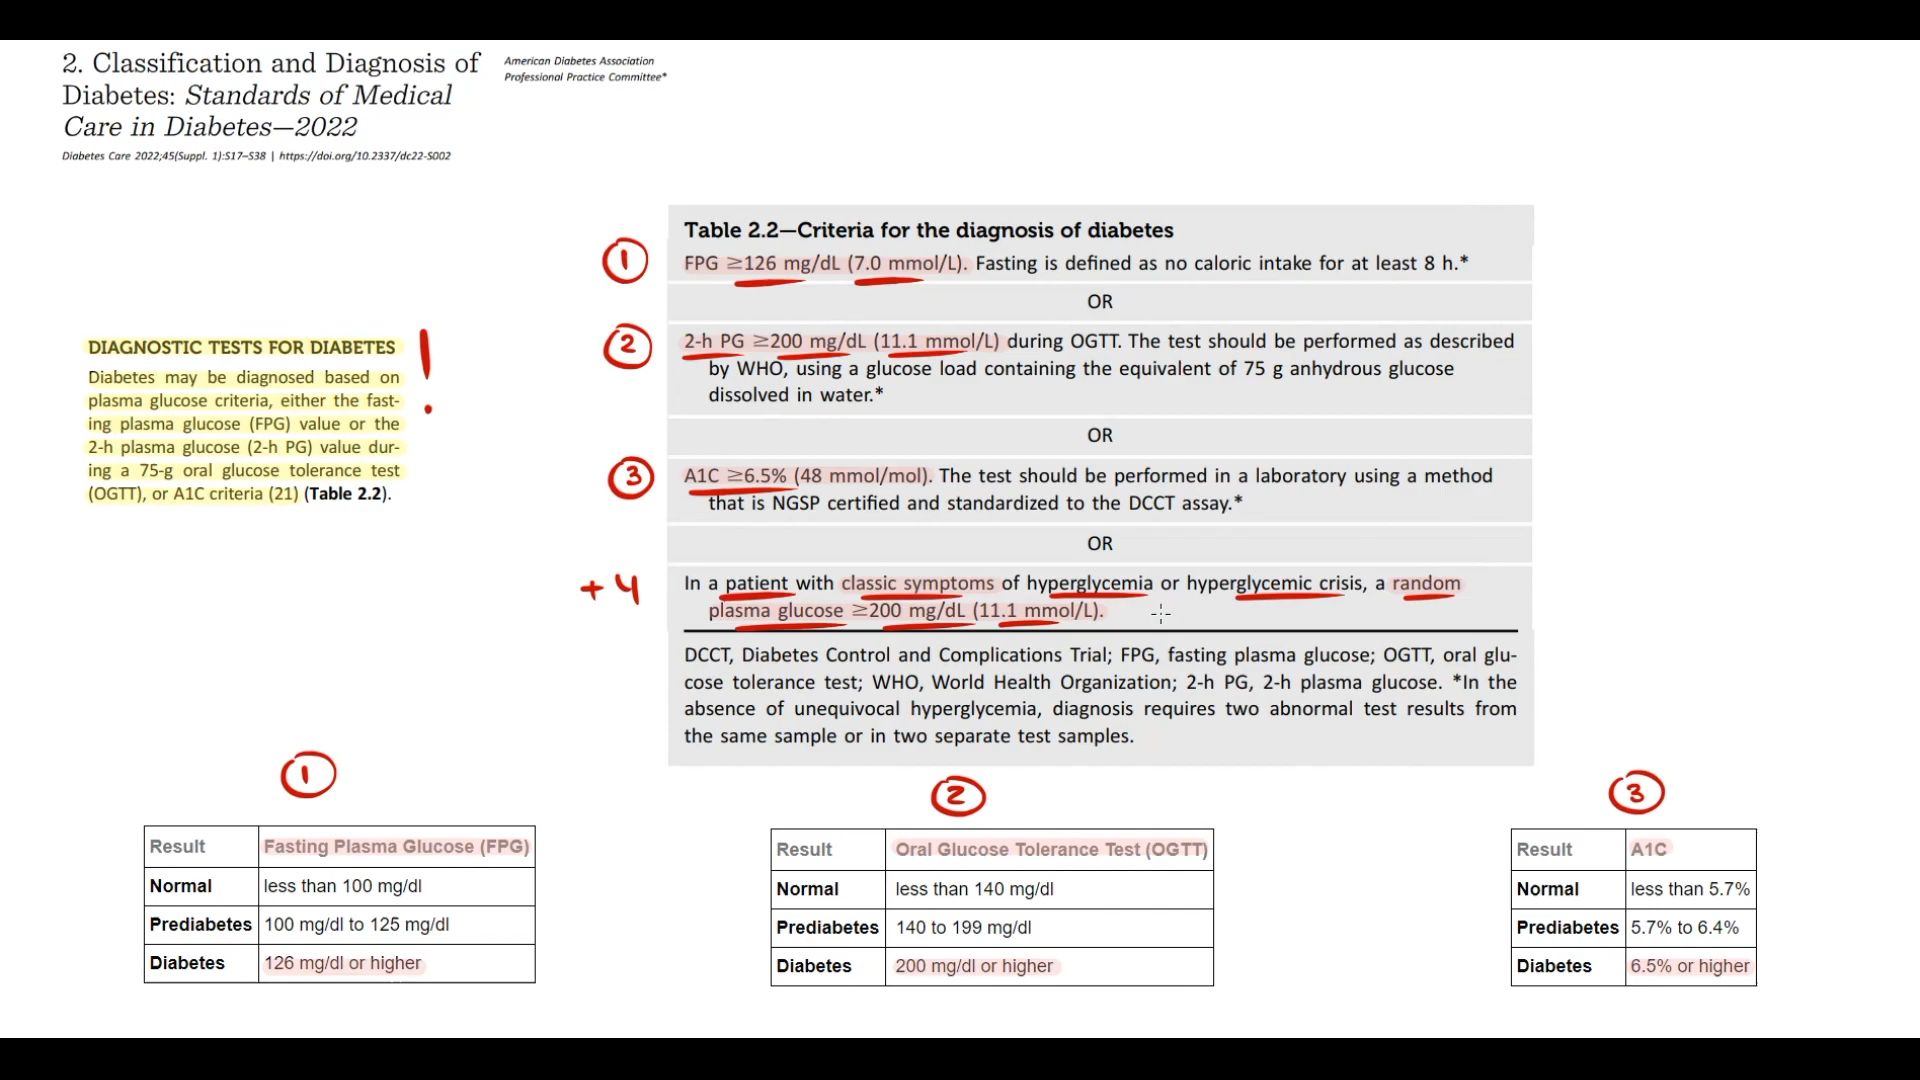 2. Classification and Diagnosis of
Diabetes: Standards of Medical
Care in Diabetes—2022
Diabetes Care 2022;45(Suppl. 1):S17–S38 | https://doi.org/10.2337/dc22-S002
American Diabetes Association
Professional Practice Committee*
DIAGNOSTIC TESTS FOR DIABETES
!
Diabetes may be diagnosed based on
plasma glucose criteria, either the fast-
ing plasma glucose (FPG) value or the
2-h plasma glucose (2-h PG) value dur-
ing a 75-g oral glucose tolerance test
(OGTT), or A1C criteria (21) (Table 2.2).
Table 2.2—Criteria for the diagnosis of diabetes
1
FPG ≥126 mg/dL (7.0 mmol/L). Fasting is defined as no caloric intake for at least 8 h.*
OR
2
2-h PG ≥200 mg/dL (11.1 mmol/L) during OGTT. The test should be performed as described
by WHO, using a glucose load containing the equivalent of 75 g anhydrous glucose
dissolved in water.*
OR
3
A1C ≥6.5% (48 mmol/mol). The test should be performed in a laboratory using a method
that is NGSP certified and standardized to the DCCT assay.*
OR
+4
In a patient with classic symptoms of hyperglycemia or hyperglycemic crisis, a random
plasma glucose ≥200 mg/dL (11.1 mmol/L).
DCCT, Diabetes Control and Complications Trial; FPG, fasting plasma glucose; OGTT, oral glu-
cose tolerance test; WHO, World Health Organization; 2-h PG, 2-h plasma glucose. *In the
absence of unequivocal hyperglycemia, diagnosis requires two abnormal test results from
the same sample or in two separate test samples.
1
Result Fasting Plasma Glucose (FPG)
Normal less than 100 mg/dl
Prediabetes 100 mg/dl to 125 mg/dl
Diabetes 126 mg/dl or higher
2
Result Oral Glucose Tolerance Test (OGTT)
Normal less than 140 mg/dl
Prediabetes 140 to 199 mg/dl
Diabetes 200 mg/dl or higher
3
Result A1C
Normal less than 5.7%
Prediabetes 5.7% to 6.4%
Diabetes 6.5% or higher